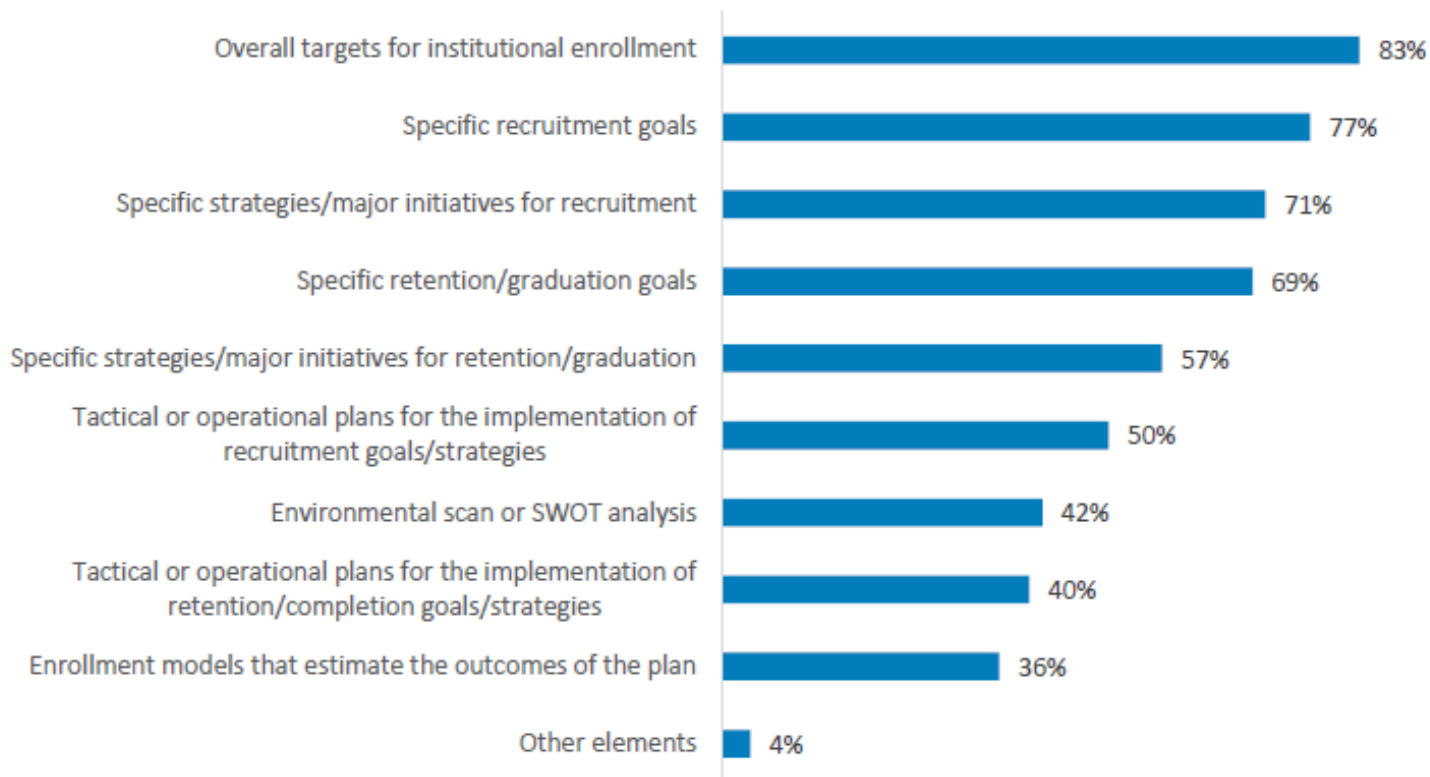 Overall targets for institutional enrollment 83%
Specific recruitment goals 77%
Specific strategies/major initiatives for recruitment 71%
Specific retention/graduation goals 69%
Specific strategies/major initiatives for retention/graduation 57%
Tactical or operational plans for the implementation of
recruitment goals/strategies 50%
Environmental scan or SWOT analysis 42%
Tactical or operational plans for the implementation of
retention/completion goals/strategies 40%
Enrollment models that estimate the outcomes of the plan 36%
Other elements 4%